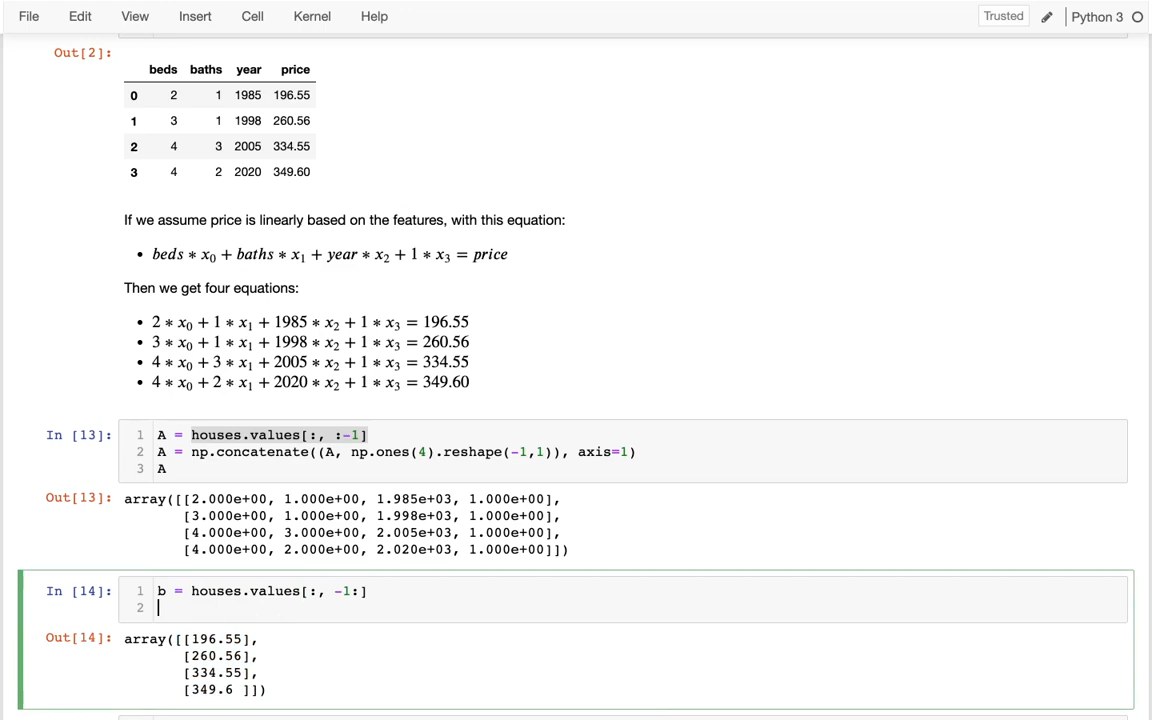 File Edit View Insert Cell Kernel Help Trusted Python 3
Out[2]:
beds baths year price
0 2 1 1985 196.55
1 3 1 1998 260.56
2 4 3 2005 334.55
3 4 2 2020 349.60
If we assume price is linearly based on the features, with this equation:
• beds ∗ x₀ + baths ∗ x₁ + year ∗ x₂ + 1 ∗ x₃ = price
Then we get four equations:
• 2 ∗ x₀ + 1 ∗ x₁ + 1985 ∗ x₂ + 1 ∗ x₃ = 196.55
• 3 ∗ x₀ + 1 ∗ x₁ + 1998 ∗ x₂ + 1 ∗ x₃ = 260.56
• 4 ∗ x₀ + 3 ∗ x₁ + 2005 ∗ x₂ + 1 ∗ x₃ = 334.55
• 4 ∗ x₀ + 2 ∗ x₁ + 2020 ∗ x₂ + 1 ∗ x₃ = 349.60
In [13]: 1 A = houses.values[:, :-1]
2 A = np.concatenate((A, np.ones(4).reshape(-1,1)), axis=1)
3 A
Out[13]: array([[2.000e+00, 1.000e+00, 1.985e+03, 1.000e+00],
[3.000e+00, 1.000e+00, 1.998e+03, 1.000e+00],
[4.000e+00, 3.000e+00, 2.005e+03, 1.000e+00],
[4.000e+00, 2.000e+00, 2.020e+03, 1.000e+00]])
In [14]: 1 b = houses.values[:, -1:]
2
Out[14]: array([[196.55],
[260.56],
[334.55],
[349.6 ]])